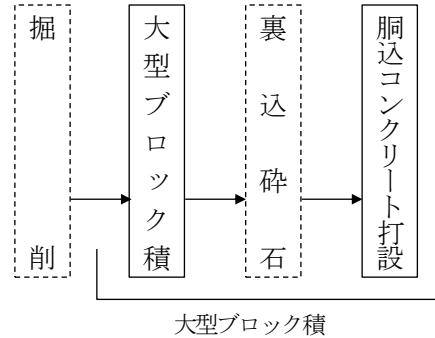 掘削
大型ブロック積
裏込砕石
胴込コンクリート打設
大型ブロック積